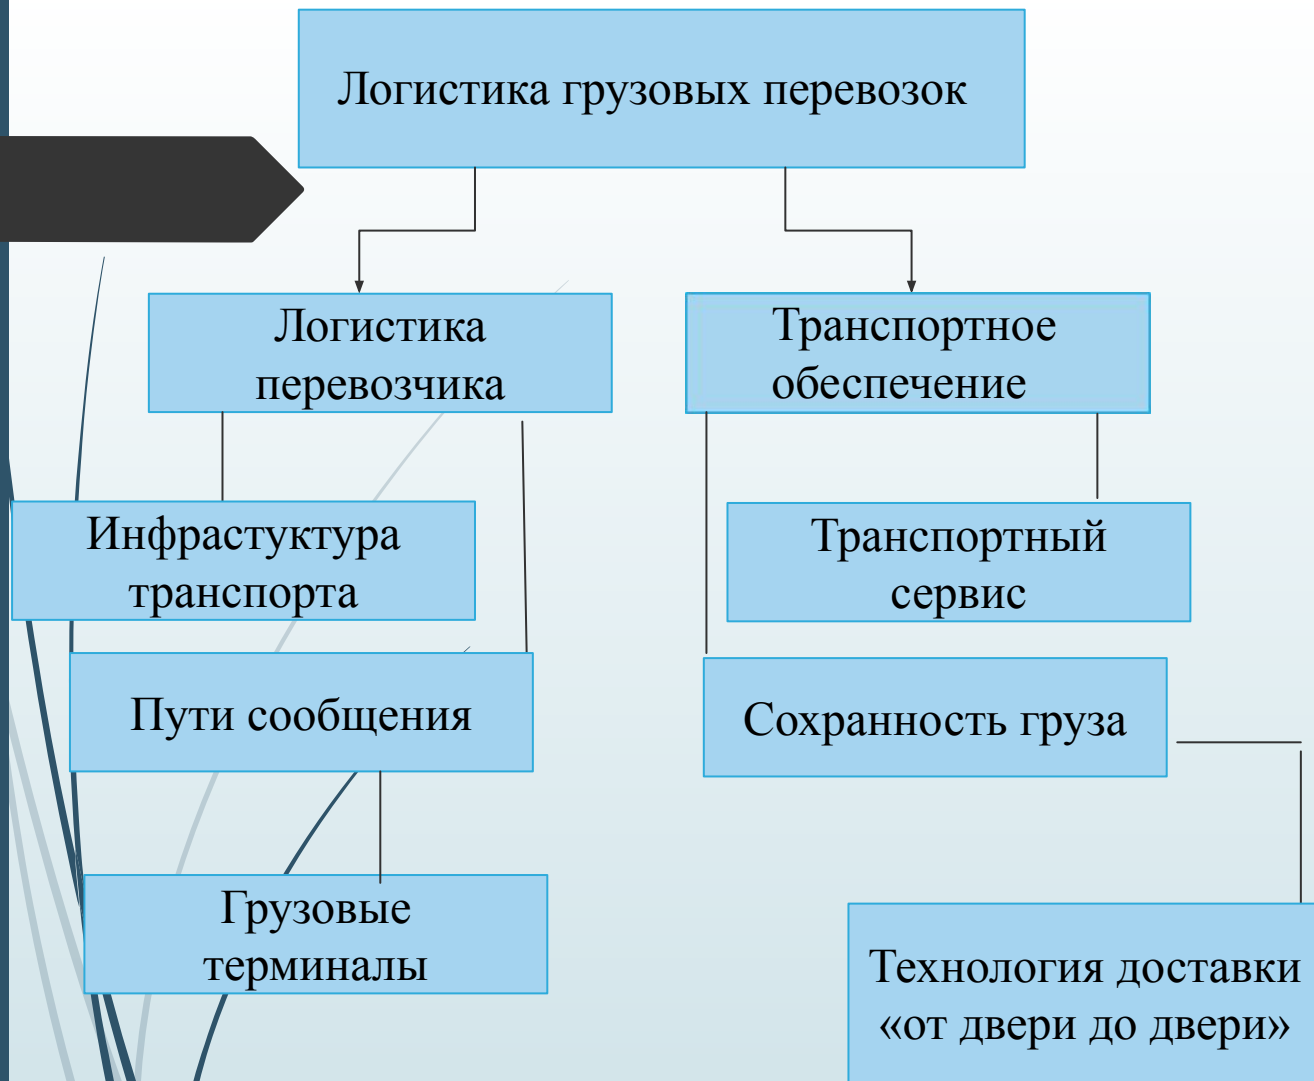 Логистика грузовых перевозок
Логистика
перевозчика
Транспортное
обеспечение
Инфрастуктура
транспорта
Транспортный
сервис
Пути сообщения
Сохранность груза
Грузовые
терминалы
Технология доставки
«от двери до двери»